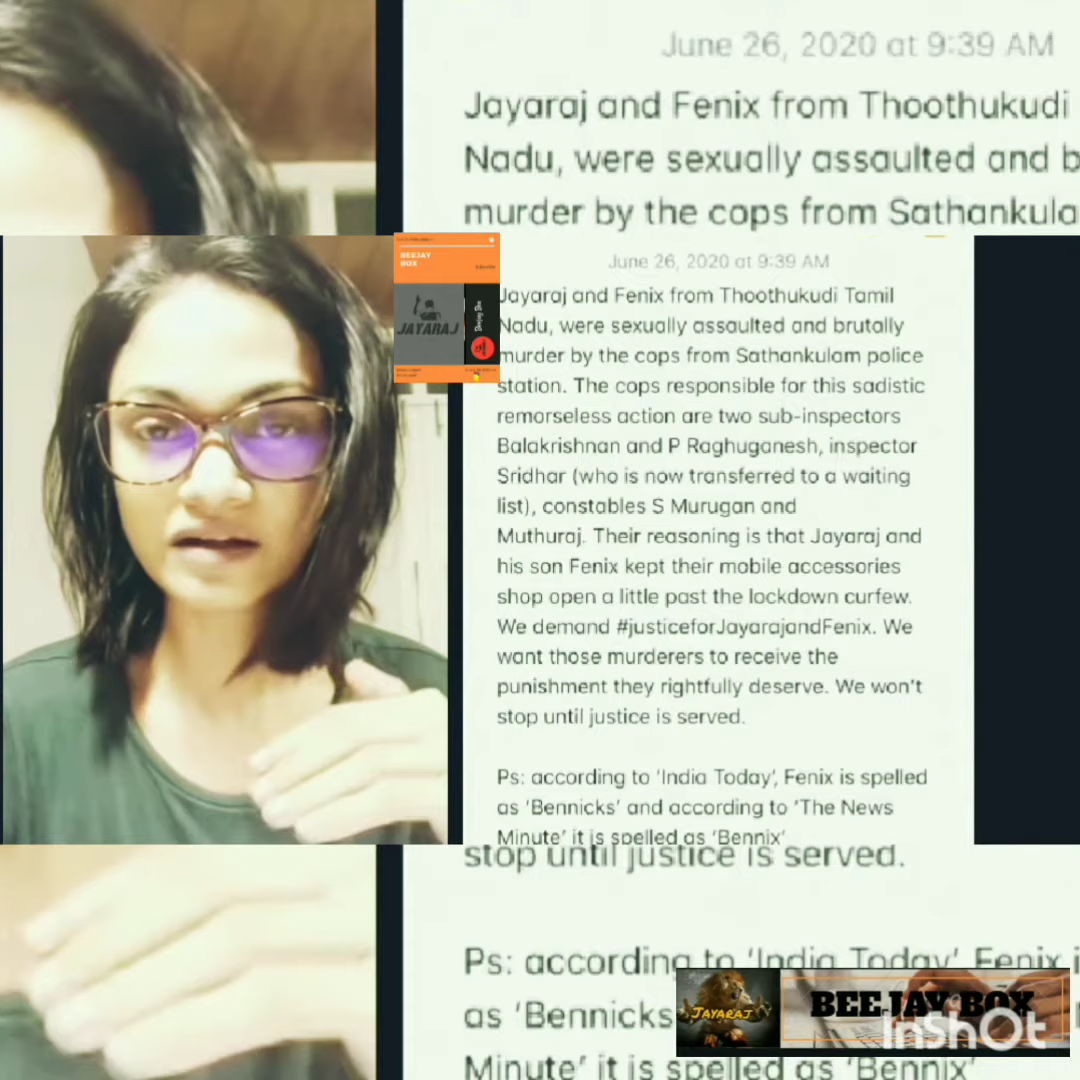 June 26, 2020 at 9:39 AM
Jayaraj and Fenix from Thoothukudi
Nadu, were sexually assaulted and b
murder by the cops from Sathankula
BEEJAY
BOX
JAYARAJ
Beejay Box
June 26, 2020 at 9:39 AM
Jayaraj and Fenix from Thoothukudi Tamil
Nadu, were sexually assaulted and brutally
murder by the cops from Sathankulam police
station. The cops responsible for this sadistic
remorseless action are two sub-inspectors
Balakrishnan and P Raghuganesh, inspector
Sridhar (who is now transferred to a waiting
list), constables S Murugan and
Muthuraj. Their reasoning is that Jayaraj and
his son Fenix kept their mobile accessories
shop open a little past the lockdown curfew.
We demand #justiceforJayarajandFenix. We
want those murderers to receive the
punishment they rightfully deserve. We won't
stop until justice is served.
Ps: according to 'India Today', Fenix is spelled
as 'Bennicks' and according to 'The News
Minute' it is spelled as 'Bennix'
stop until justice is served.
Ps: according to 'India Today' Fenix i
as 'Bennicks
Minute' it is spelled as 'Bennix'
JAYARAJ
BEEJAY BOX
InShOt